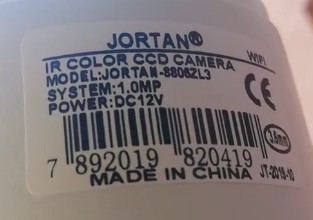 JORTAN®
IR COLOR CCD CAMERA WIFI
MODEL:JORTAN-8806ZL3
SYSTEM:1.0MP
POWER:DC12V
CE
3.6mm
7 892019 820419
MADE IN CHINA JT-2019-10